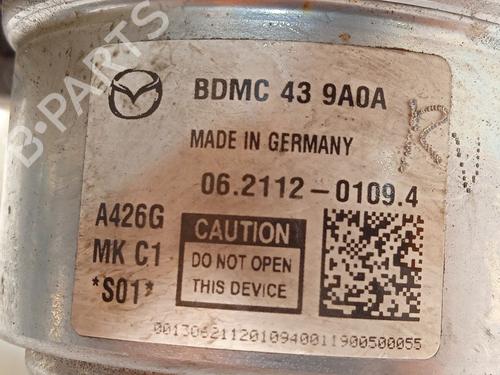 BDMC 43 9A0A
MADE IN GERMANY
06.2112-0109.4
A426G
MK C1
*S01*
CAUTION
DO NOT OPEN
THIS DEVICE
0013062112010940011900500055
B-PARTS